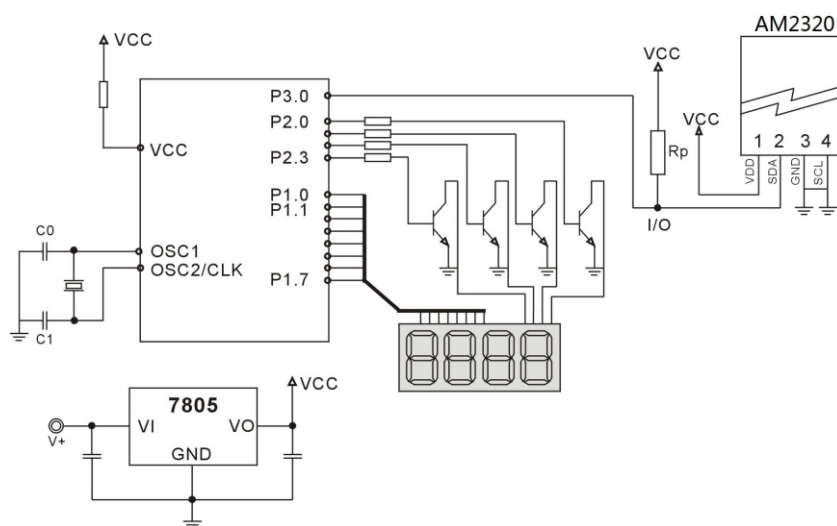 AM2320
VCC
VCC
VCC
P3.0
P2.0
P2.3
P1.0
P1.1
P1.7
VCC
Rp
1 2 3 4
VDD
SDA
GND
SCL
I/O
C0
OSC1
OSC2/CLK
C1
7805
VI
VO
GND
V+
VCC